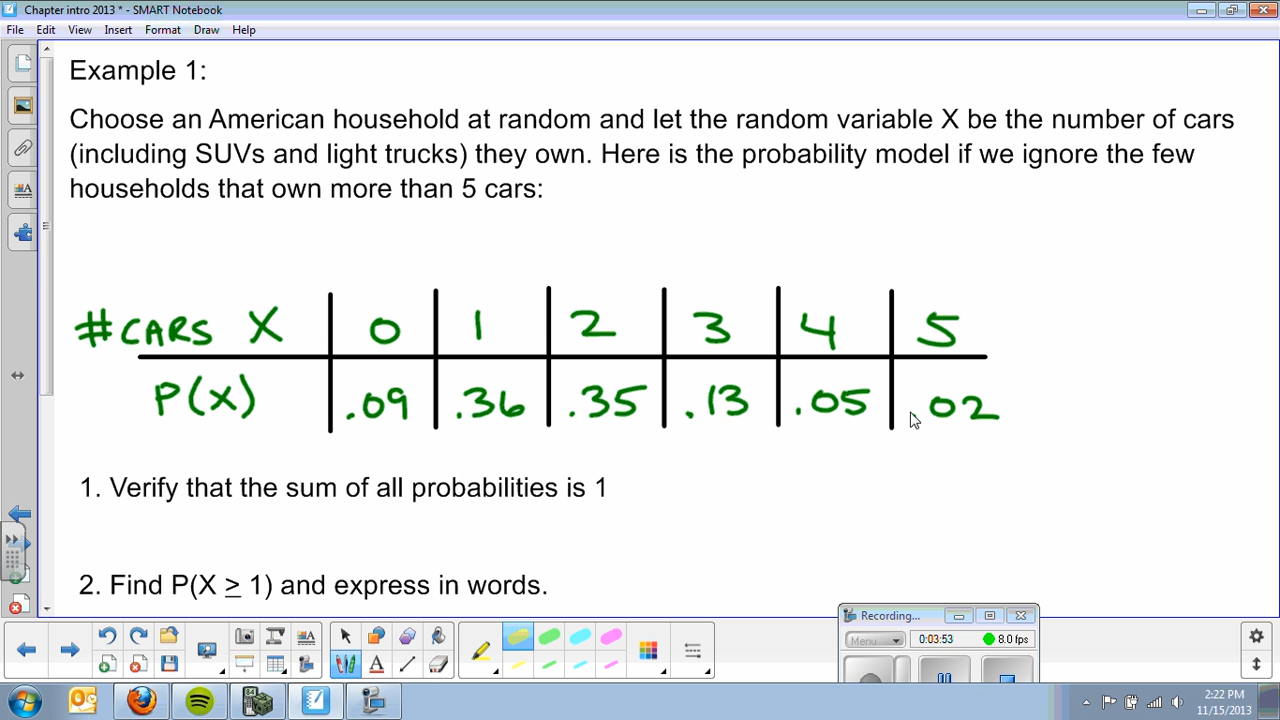 Chapter intro 2013 * - SMART Notebook
File Edit View Insert Format Draw Help
Example 1:
Choose an American household at random and let the random variable X be the number of cars
(including SUVs and light trucks) they own. Here is the probability model if we ignore the few
households that own more than 5 cars:
#CARS X 0 1 2 3 4 5
P(X) .09 .36 .35 .13 .05 .02
1. Verify that the sum of all probabilities is 1
2. Find P(X ≥ 1) and express in words.
Recording...
Menu 0:03:53 8.0 fps
2:22 PM
11/15/2013